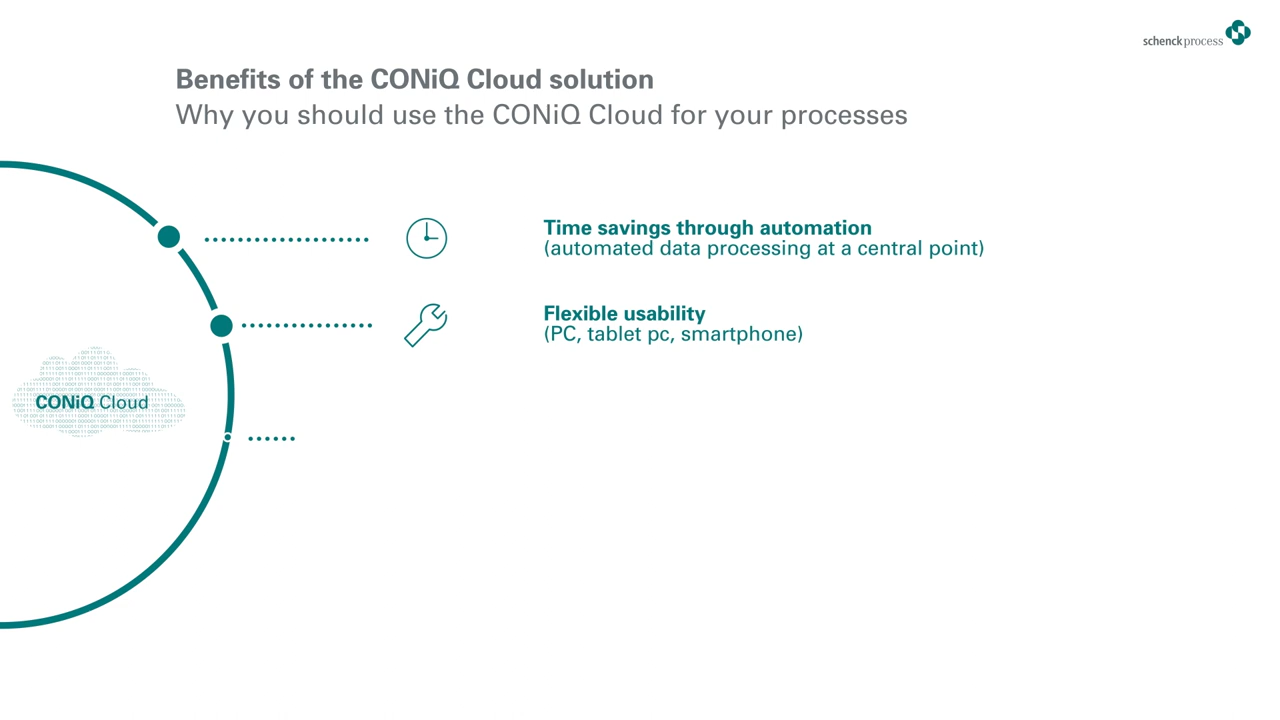 schenck process
Benefits of the CONiQ Cloud solution
Why you should use the CONiQ Cloud for your processes
Time savings through automation
(automated data processing at a central point)
Flexible usability
(PC, tablet pc, smartphone)
CONiQ Cloud